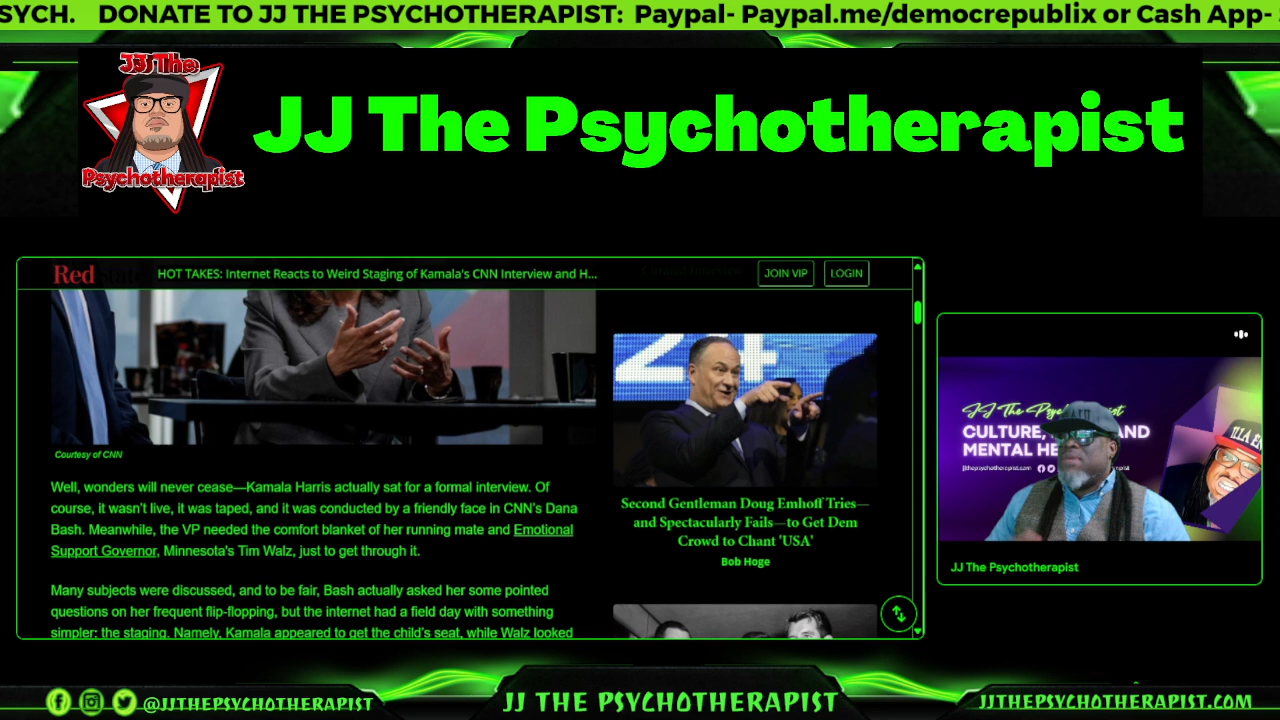 SYCH. DONATE TO JJ THE PSYCHOTHERAPIST: Paypal- Paypal.me/democrepublix or Cash App-
JJ The
Psychotherapist
JJ The Psychotherapist
Red
HOT TAKES: Internet Reacts to Weird Staging of Kamala's CNN Interview and H...
JOIN VIP
LOGIN
Courtesy of CNN
Well, wonders will never cease—Kamala Harris actually sat for a formal interview. Of
course, it wasn't live, it was taped, and it was conducted by a friendly face in CNN's Dana
Bash. Meanwhile, the VP needed the comfort blanket of her running mate and Emotional
Support Governor, Minnesota's Tim Walz, just to get through it.
Many subjects were discussed, and to be fair, Bash actually asked her some pointed
questions on her frequent flip-flopping, but the internet had a field day with something
simpler: the staging. Namely, Kamala appeared to get the child's seat, while Walz looked
24
Second Gentleman Doug Emhoff Tries—
and Spectacularly Fails—to Get Dem
Crowd to Chant 'USA'
Bob Hoge
JJ The
CULTURE, AND
MENTAL HE
jjthepsychotherapist.com
JJ The Psychotherapist
@JJTHEPSYCHOTHERAPIST
JJ THE PSYCHOTHERAPIST
JJTHEPSYCHOTHERAPIST.COM